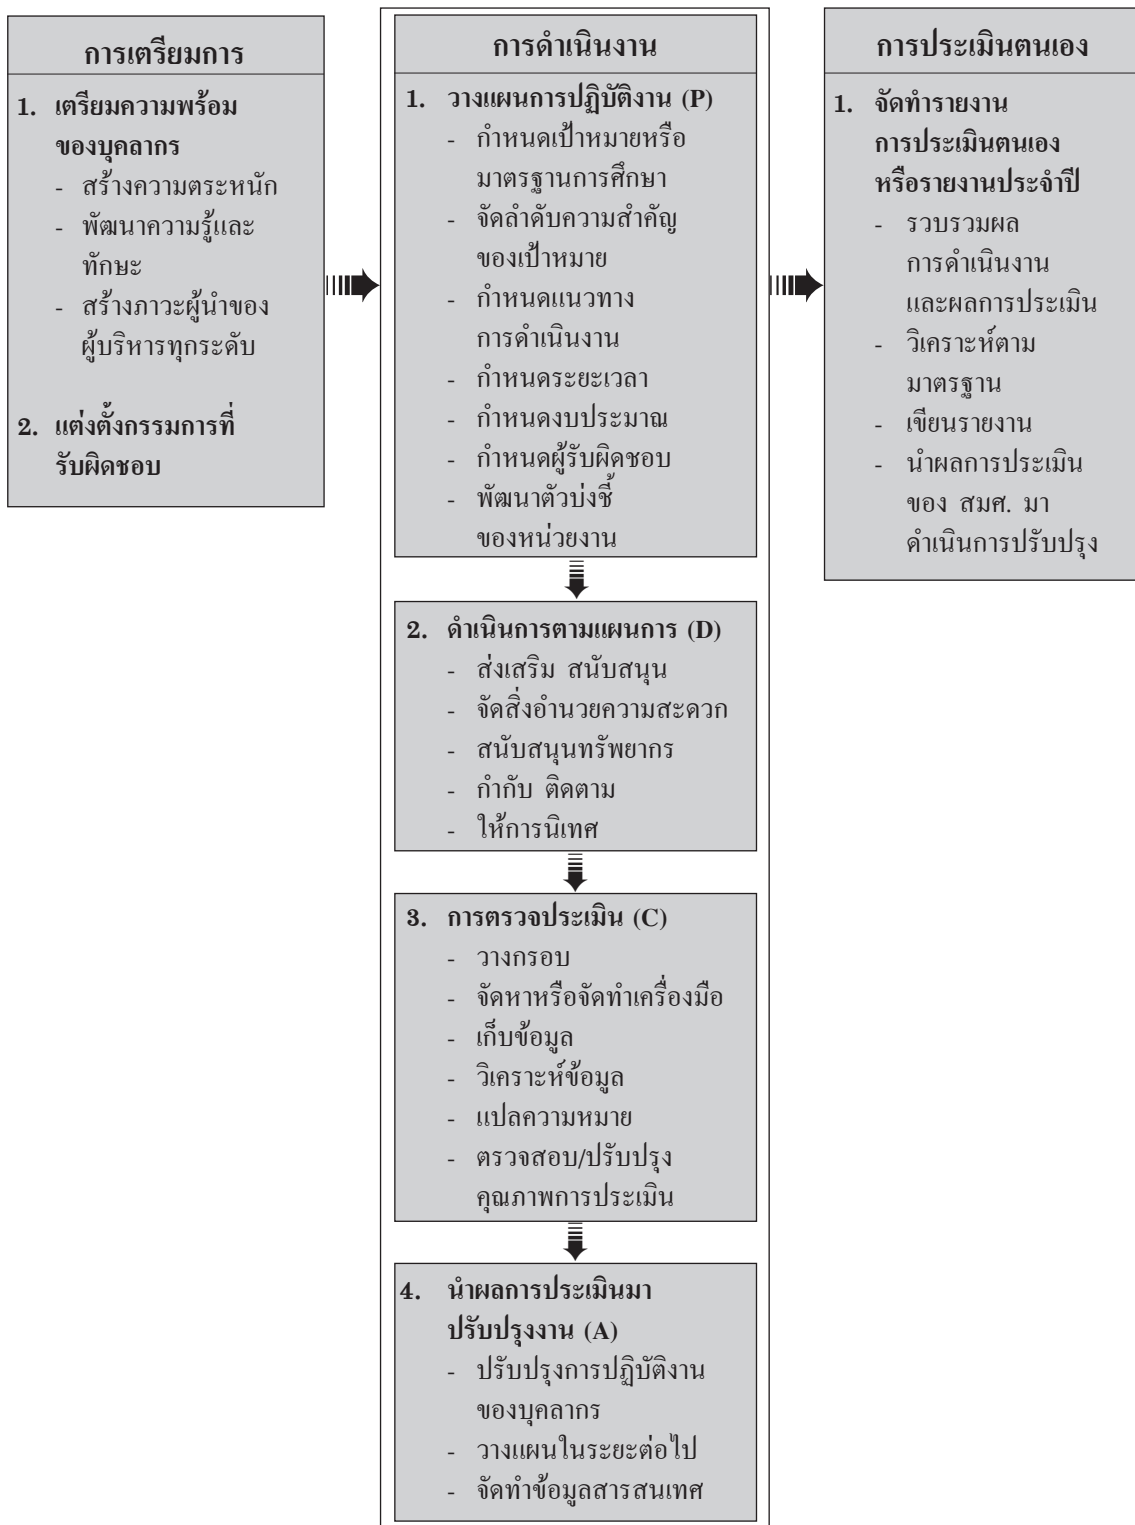 การเตรียมการ
1. เตรียมความพร้อม
ของบุคลากร
- สร้างความตระหนัก
- พัฒนาความรู้และ
ทักษะ
- สร้างภาวะผู้นำของ
ผู้บริหารทุกระดับ
2. แต่งตั้งกรรมการที่
รับผิดชอบ
การดำเนินงาน
1. วางแผนการปฏิบัติงาน (P)
- กำหนดเป้าหมายหรือ
มาตรฐานการศึกษา
- จัดลำดับความสำคัญ
ของเป้าหมาย
- กำหนดแนวทาง
การดำเนินงาน
- กำหนดระยะเวลา
- กำหนดงบประมาณ
- กำหนดผู้รับผิดชอบ
- พัฒนาตัวบ่งชี้
ของหน่วยงาน
2. ดำเนินการตามแผนการ (D)
- ส่งเสริม สนับสนุน
- จัดสิ่งอำนวยความสะดวก
- สนับสนุนทรัพยากร
- กำกับ ติดตาม
- ให้การนิเทศ
3. การตรวจประเมิน (C)
- วางกรอบ
- จัดหาหรือจัดทำเครื่องมือ
- เก็บข้อมูล
- วิเคราะห์ข้อมูล
- แปลความหมาย
- ตรวจสอบ/ปรับปรุง
คุณภาพการประเมิน
4. นำผลการประเมินมา
ปรับปรุงงาน (A)
- ปรับปรุงการปฏิบัติงาน
ของบุคลากร
- วางแผนในระยะต่อไป
- จัดทำข้อมูลสารสนเทศ
การประเมินตนเอง
1. จัดทำรายงาน
การประเมินตนเอง
หรือรายงานประจำปี
- รวบรวมผล
การดำเนินงาน
และผลการประเมิน
- วิเคราะห์ตาม
มาตรฐาน
- เขียนรายงาน
- นำผลการประเมิน
ของ สมศ. มา
ดำเนินการปรับปรุง